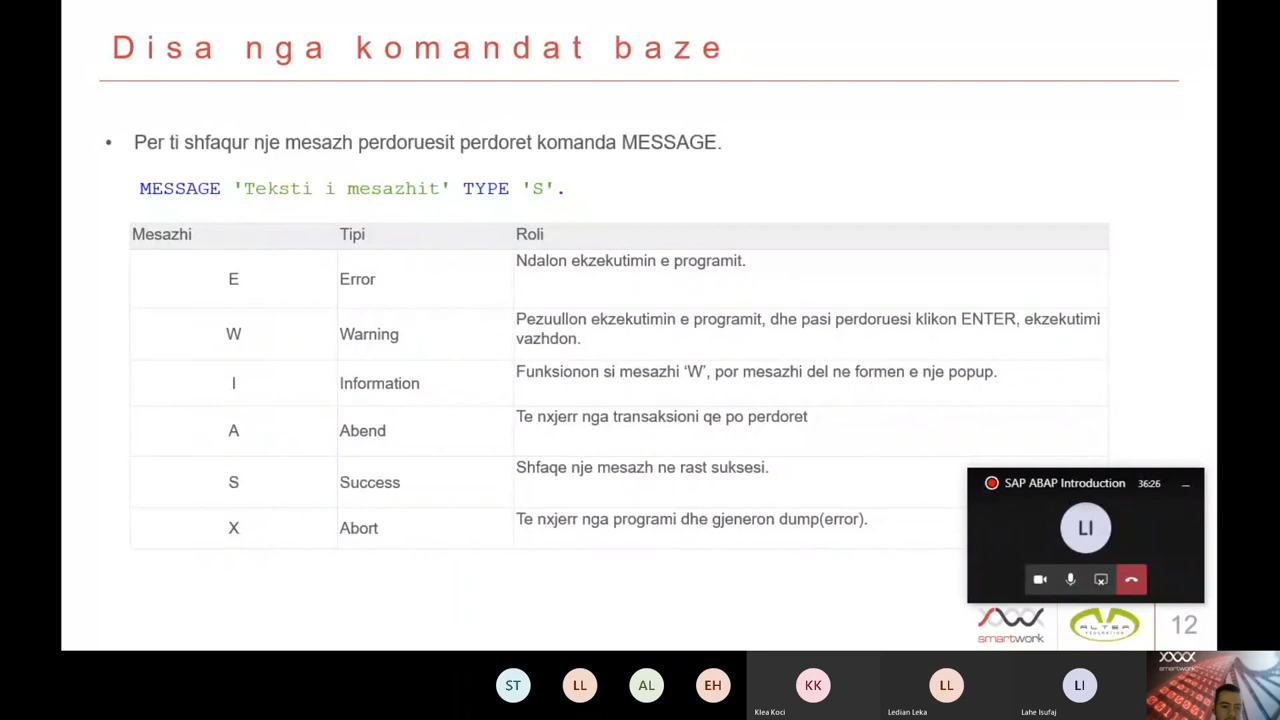 Disa nga komandat baze
• Per ti shfaqur nje mesazh perdoruesit perdoret komanda MESSAGE.
MESSAGE 'Teksti i mesazhit' TYPE 'S'.
Mesazhi Tipi Roli
E Error Ndalon ekzekutimin e programit.
W Warning Pezuullon ekzekutimin e programit, dhe pasi perdoruesi klikon ENTER, ekzekutimi
vazhdon.
I Information Funksionon si mesazhi ‘W’, por mesazhi del ne formen e nje popup.
A Abend Te nxjerr nga transaksioni qe po perdoret
S Success Shfaqe nje mesazh ne rast suksesi.
X Abort Te nxjerr nga programi dhe gjeneron dump(error).
SAP ABAP Introduction 36:26
LI
smartwork ALTER FEDERATION 12
ST LL AL EH KK LL LI
Klea Koci Ledian Leka Lahe Isufaj
smartwork